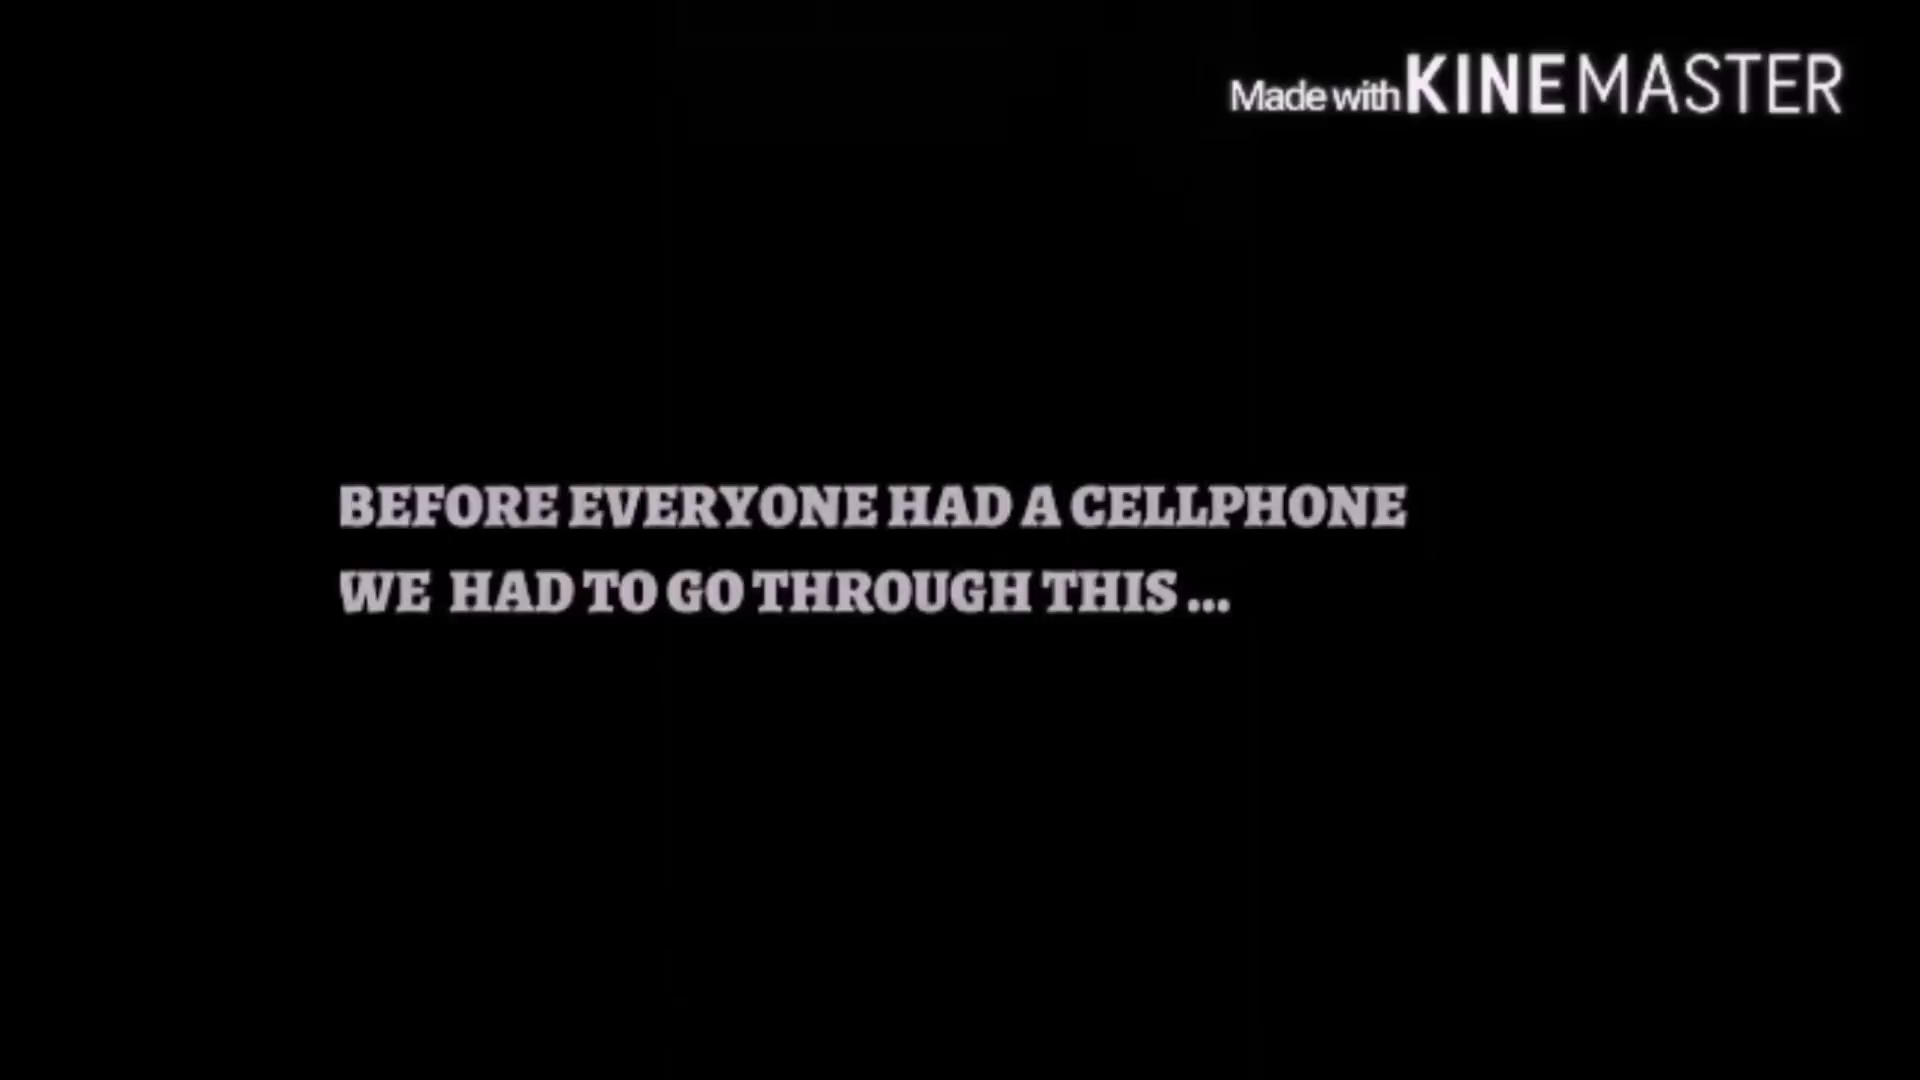 Made with KINEMASTER
BEFORE EVERYONE HAD A CELLPHONE
WE HAD TO GO THROUGH THIS ...